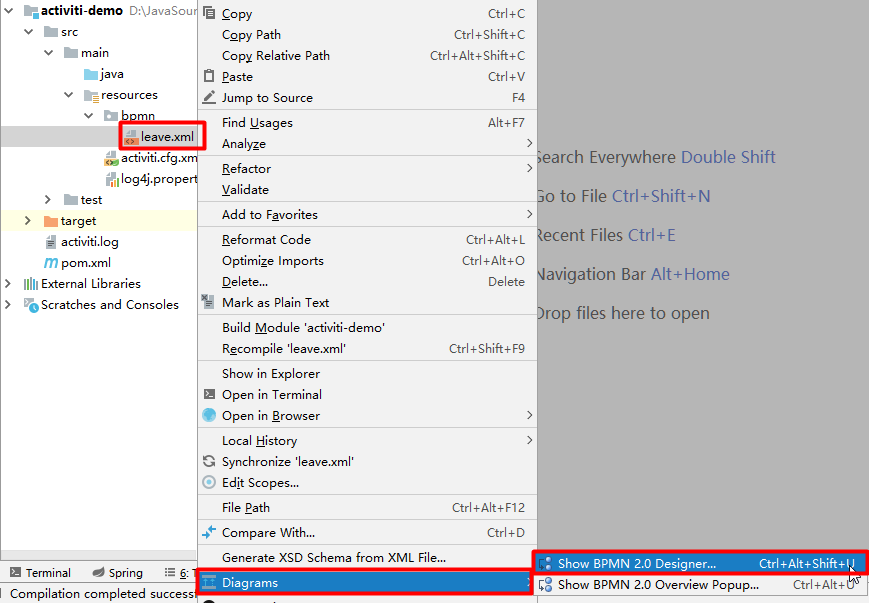 activiti-demo D:\JavaSour
src
main
java
resources
bpmn
leave.xml
activiti.cfg.xm
log4j.propert
test
target
activiti.log
pom.xml
External Libraries
Scratches and Consoles
Terminal
Spring
6: T
Compilation completed successf
Copy Ctrl+C
Copy Path Ctrl+Shift+C
Copy Relative Path Ctrl+Alt+Shift+C
Paste Ctrl+V
Jump to Source F4
Find Usages Alt+F7
Analyze
Refactor
Validate
Add to Favorites
Reformat Code Ctrl+Alt+L
Optimize Imports Ctrl+Alt+O
Delete... Delete
Mark as Plain Text
Build Module 'activiti-demo'
Recompile 'leave.xml' Ctrl+Shift+F9
Show in Explorer
Open in Terminal
Open in Browser
Local History
Synchronize 'leave.xml'
Edit Scopes...
File Path Ctrl+Alt+F12
Compare With... Ctrl+D
Generate XSD Schema from XML File...
Diagrams
Show BPMN 2.0 Designer... Ctrl+Alt+Shift+U
Show BPMN 2.0 Overview Popup... Ctrl+Alt+U
Search Everywhere Double Shift
Go to File Ctrl+Shift+N
Recent Files Ctrl+E
Navigation Bar Alt+Home
Drop files here to open